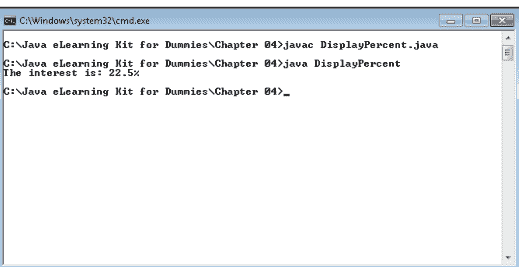 C:\Windows\system32\cmd.exe
C:\Java eLearning Kit for Dummies\Chapter 04>javac DisplayPercent.java
C:\Java eLearning Kit for Dummies\Chapter 04>java DisplayPercent
The interest is: 22.5%
C:\Java eLearning Kit for Dummies\Chapter 04>_